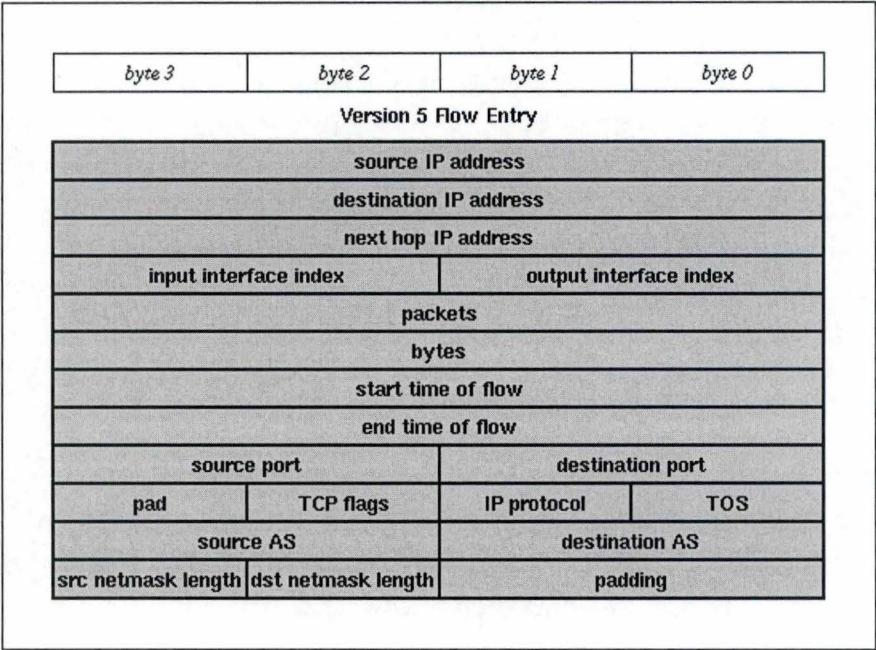 byte 3 byte 2 byte 1 byte 0
Version 5 Flow Entry
source IP address
destination IP address
next hop IP address
input interface index output interface index
packets
bytes
start time of flow
end time of flow
source port destination port
pad TCP flags IP protocol TOS
source AS destination AS
src netmask length dst netmask length padding